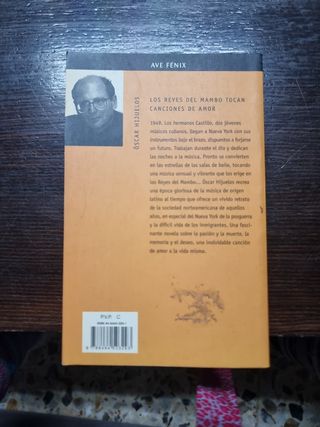 AVE FÉNIX
ÓSCAR HIJUELOS
LOS REYES DEL MAMBO TOCAN
CANCIONES DE AMOR
1949. Los hermanos Castillo, dos jóvenes
músicos cubanos, llegan a Nueva York con sus
instrumentos bajo el brazo, dispuestos a forjarse
un futuro. Trabajan durante el día y dedican
las noches a la música. Pronto se convierten
en las estrellas de las salas de baile, tocando
una música sensual y vibrante que los erige en
los Reyes del Mambo... Óscar Hijuelos recrea
una época gloriosa de la música de origen
latino al tiempo que ofrece un vívido retrato
de la sociedad norteamericana de aquellos
años, en especial del Nueva York de la posguerra
y la difícil vida de los inmigrantes. Una fasci-
nante novela sobre la pasión y la muerte, la
memoria y el deseo, una inolvidable canción
de amor a la vida misma.
PVP C